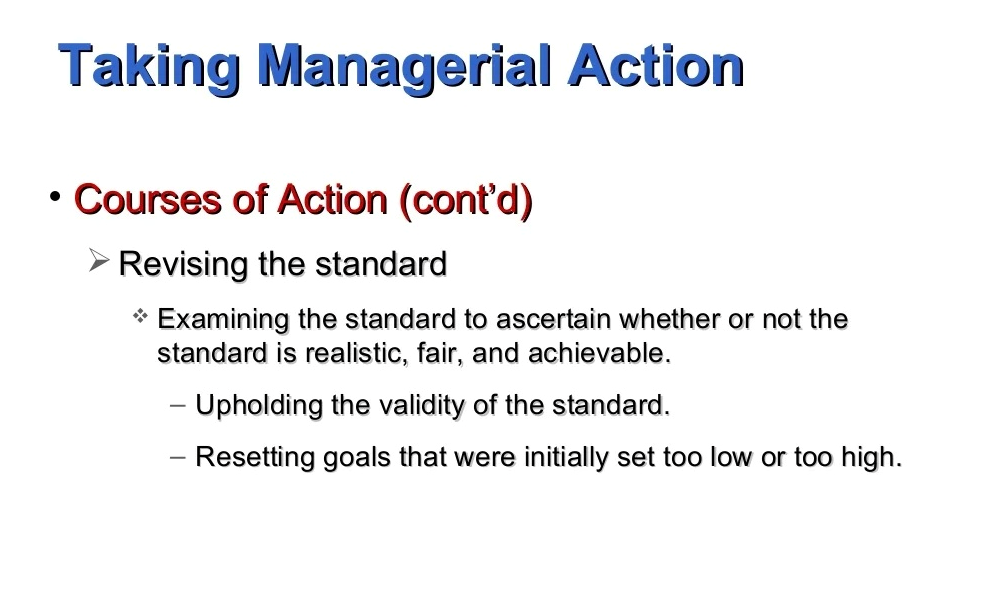 Taking Managerial Action
• Courses of Action (cont’d)
➢ Revising the standard
❖ Examining the standard to ascertain whether or not the
standard is realistic, fair, and achievable.
– Upholding the validity of the standard.
– Resetting goals that were initially set too low or too high.